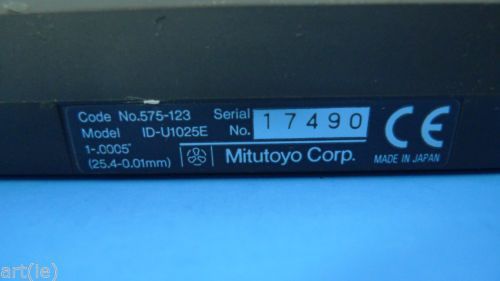 Code No.575-123 Serial
Model ID-U1025E No. 17490
1-.0005"
(25.4-0.01mm) Mitutoyo Corp.
CE
MADE IN JAPAN
art(ie)